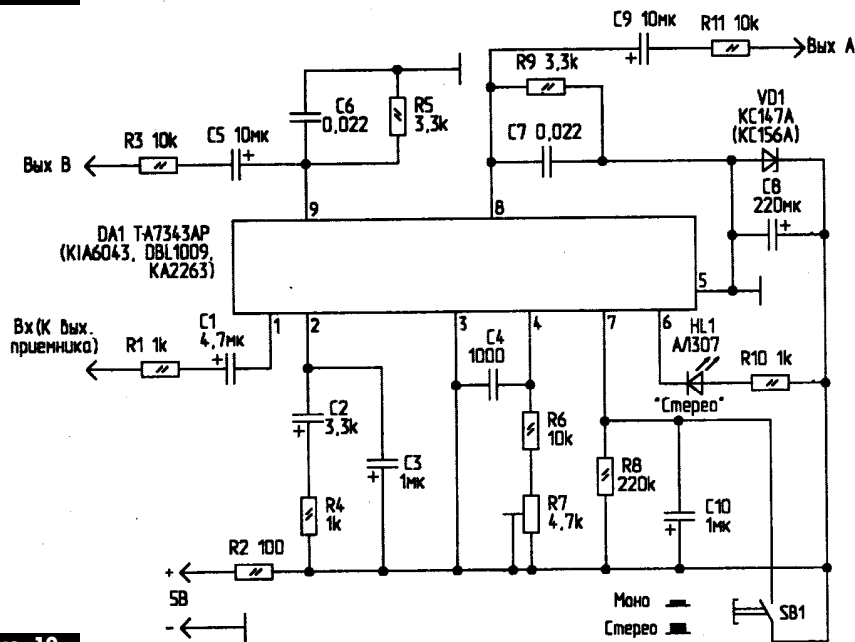 C9 10мк
R11 10k
Вых А
R9 3,3k
C6
0,022
R5
3,3k
VD1
KC147A
(KC156A)
R3 10k
C5 10мк
+
+
C7 0,022
Вых В
C8
220мк
+
9
8
DA1 TA7343AP
(KIA6043, DBL1009,
KA2263)
5
Вх(К Вых.
приемника)
C1
4,7мк
+
R1 1k
1
2
3
4
7
6
C4
1000
HL1
АЛ307
R10 1k
"Стерео"
C2
3,3k
+
R6
10k
C3
1мк
+
R8
220k
R4
1k
R7
4,7k
C10
1мк
+
R2 100
+
5В
-
Моно
Стерео
SB1